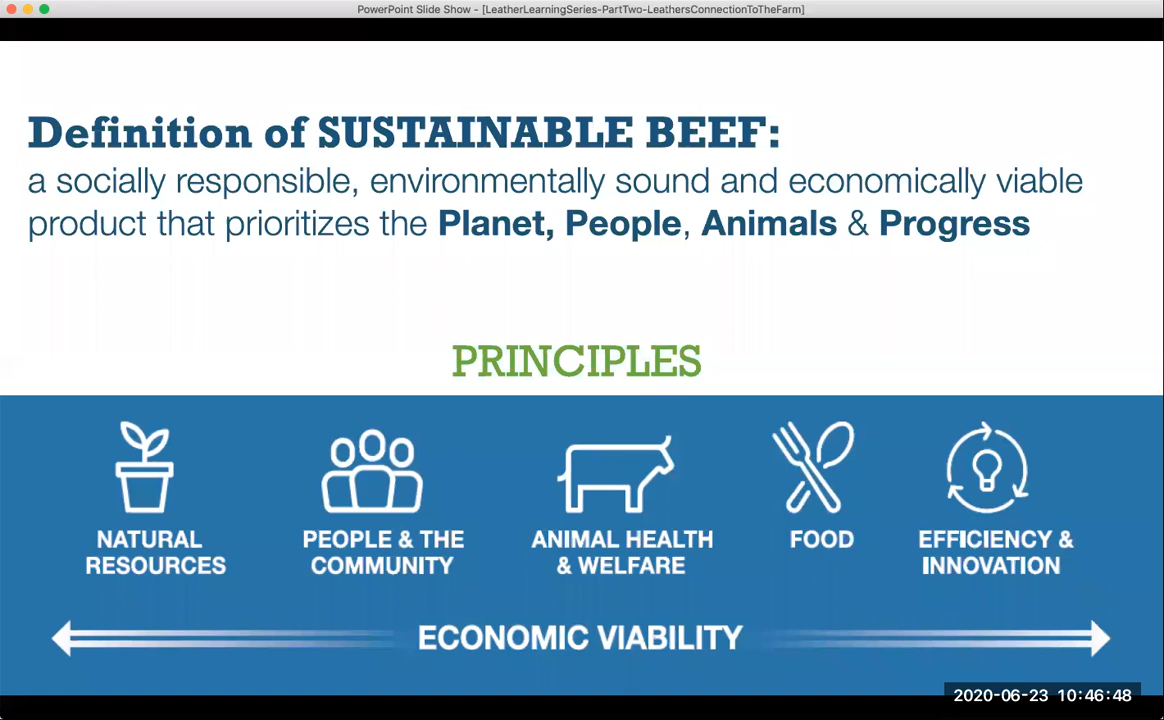 PowerPoint Slide Show - [LeatherLearningSeries-PartTwo-LeathersConnectionToTheFarm]
Definition of SUSTAINABLE BEEF:
a socially responsible, environmentally sound and economically viable
product that prioritizes the Planet, People, Animals & Progress
PRINCIPLES
NATURAL
RESOURCES
PEOPLE & THE
COMMUNITY
ANIMAL HEALTH
& WELFARE
FOOD
EFFICIENCY &
INNOVATION
ECONOMIC VIABILITY
2020-06-23 10:46:48